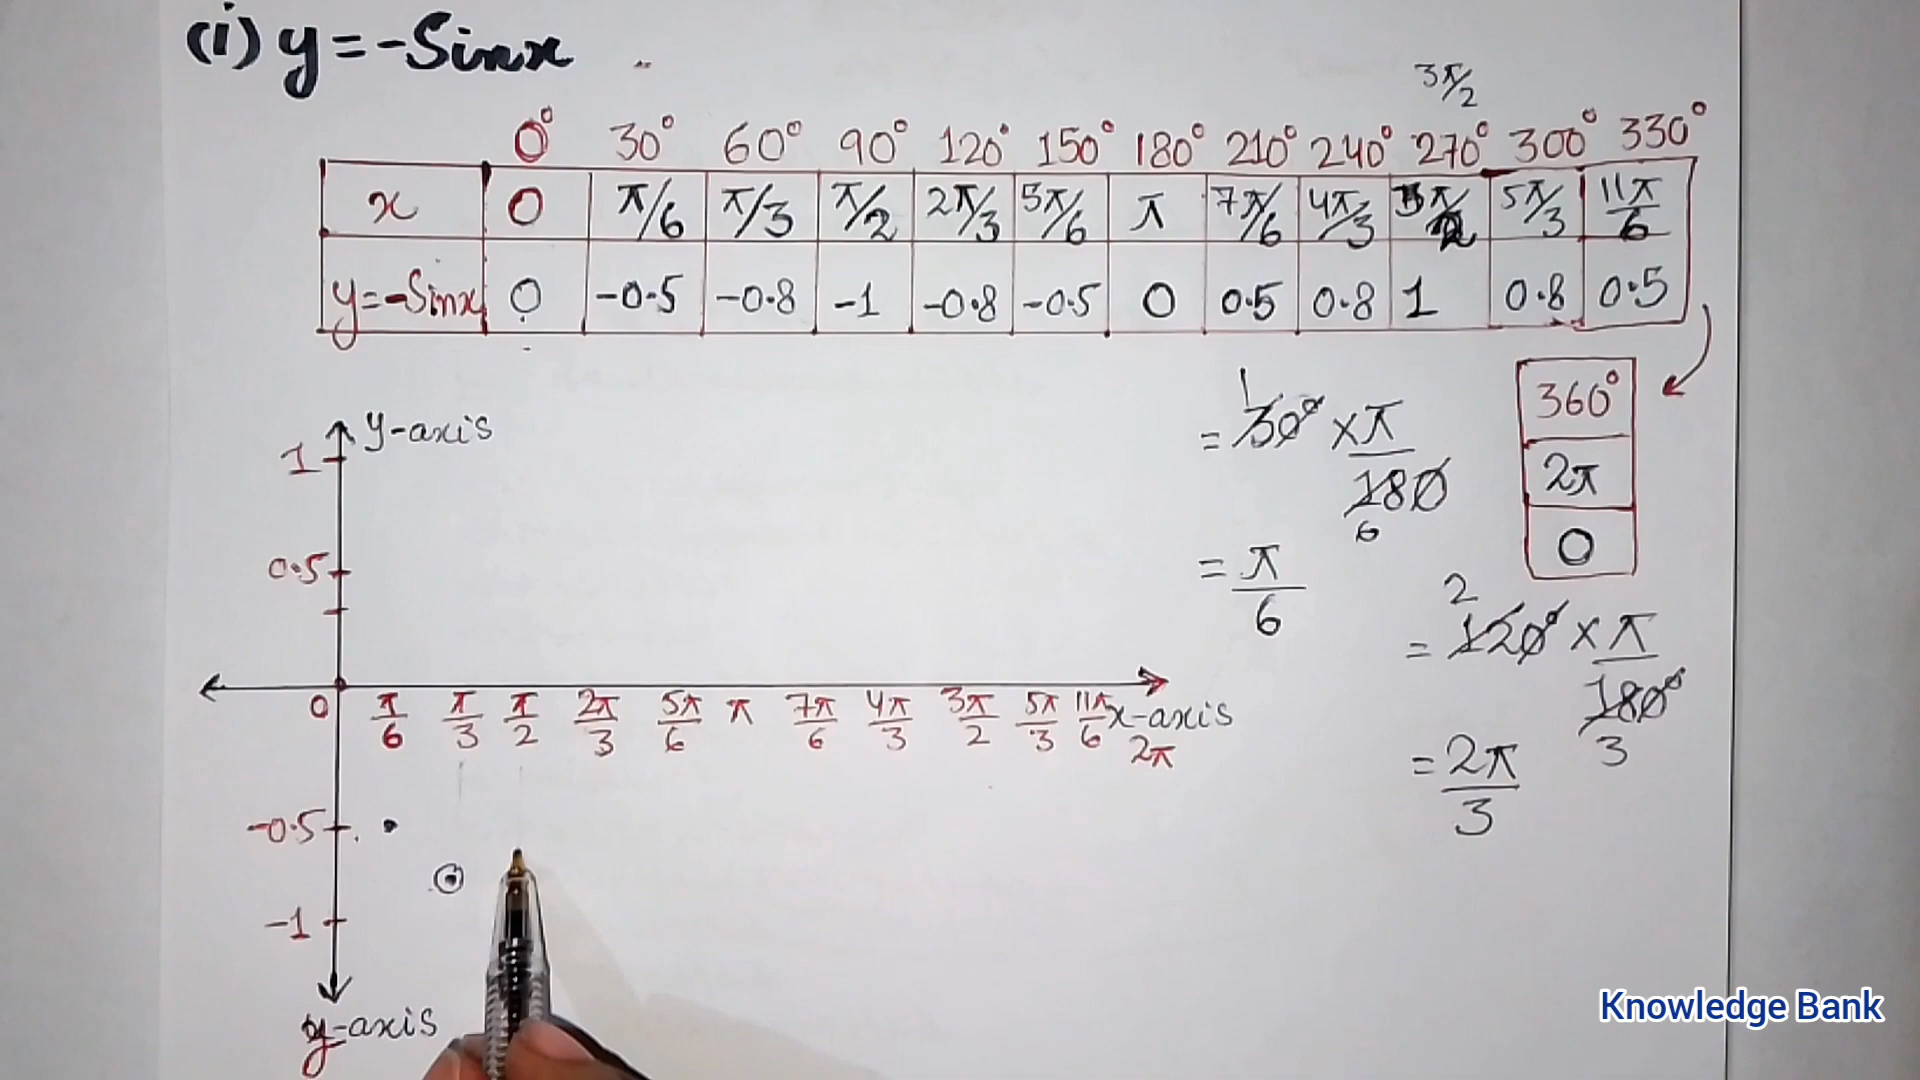 (i) y = -Sinx
3π/2
0° 30° 60° 90° 120° 150° 180° 210° 240° 270° 300° 330°
x 0 π/6 π/3 π/2 2π/3 5π/6 π 7π/6 4π/3 3π/2 5π/3 11π/6
y=-Sinx 0 -0.5 -0.8 -1 -0.8 -0.5 0 0.5 0.8 1 0.8 0.5
360°
2π
0
1
= 30° × π/180
6
= π/6
2
= 120° × π/180°
3
= 2π/3
y-axis
1
0.5
0 π/6 π/3 π/2 2π/3 5π/6 π 7π/6 4π/3 3π/2 5π/3 11π/6 x-axis
2π
-0.5
-1
y-axis
Knowledge Bank